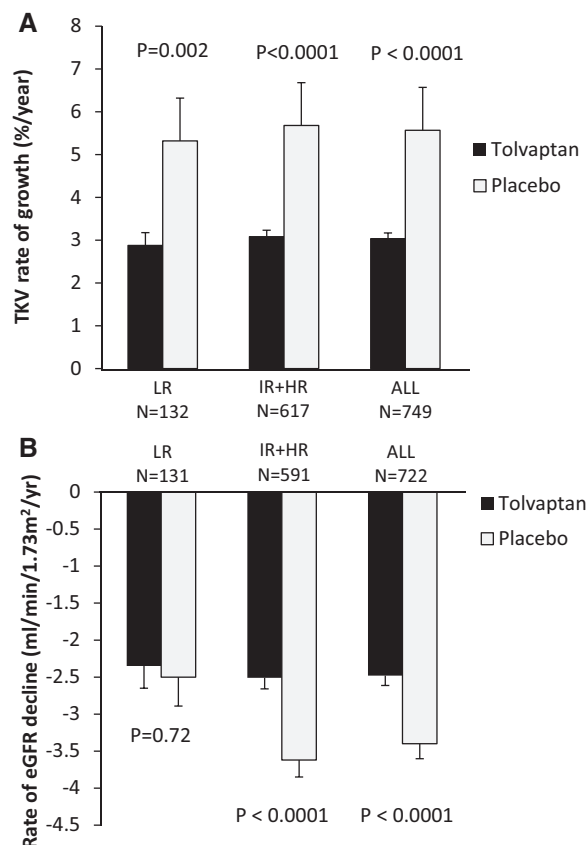 A
8
7
6
5
4
3
2
1
0
TKV rate of growth (%/year)
P=0.002
P<0.0001
P < 0.0001
Tolvaptan
Placebo
LR
N=132
IR+HR
N=617
ALL
N=749
B
LR
N=131
IR+HR
N=591
ALL
N=722
0
-0.5
-1
-1.5
-2
-2.5
-3
-3.5
-4
-4.5
Rate of eGFR decline (ml/min/1.73m²/yr)
Tolvaptan
Placebo
P=0.72
P < 0.0001
P < 0.0001